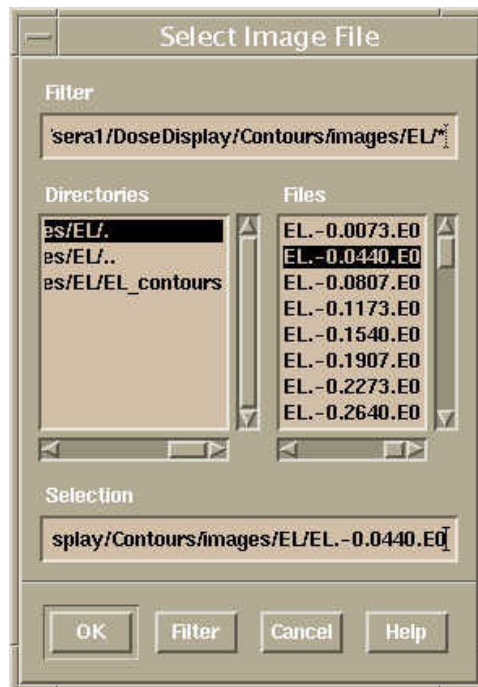 Select Image File
Filter
sera1/DoseDisplay/Contours/images/EL/*
Directories
Files
es/EL/.
es/EL/..
es/EL/EL_contours
EL.-0.0073.E0
EL.-0.0440.E0
EL.-0.0807.E0
EL.-0.1173.E0
EL.-0.1540.E0
EL.-0.1907.E0
EL.-0.2273.E0
EL.-0.2640.E0
Selection
splay/Contours/images/EL/EL.-0.0440.E0
OK
Filter
Cancel
Help